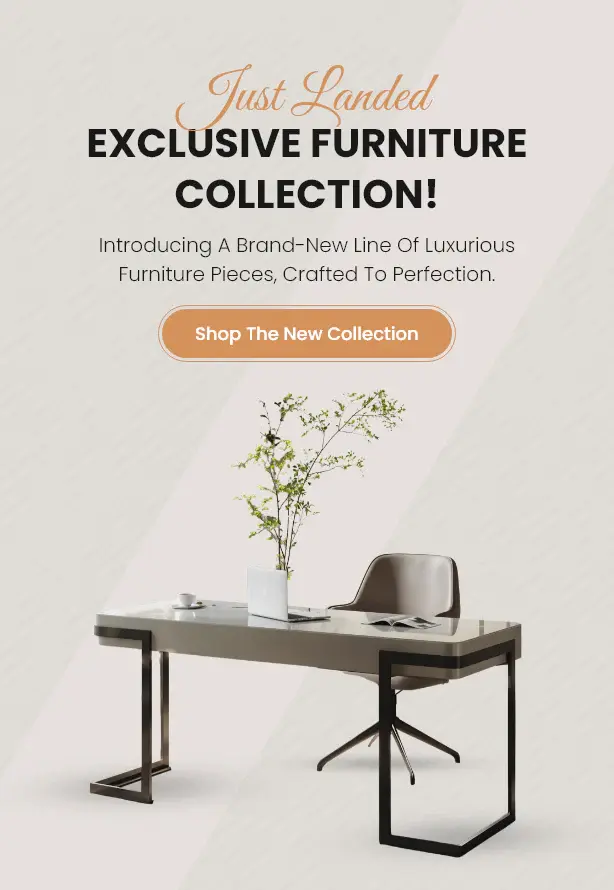 Just Landed
EXCLUSIVE FURNITURE
COLLECTION!
Introducing A Brand-New Line Of Luxurious
Furniture Pieces, Crafted To Perfection.
Shop The New Collection